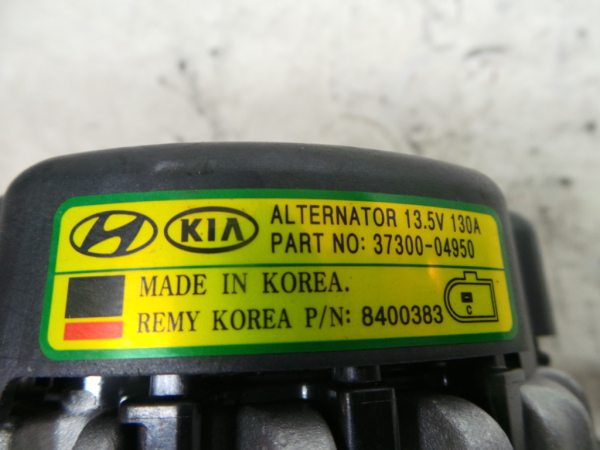 KIA ALTERNATOR 13.5V 130A
PART NO: 37300-04950
MADE IN KOREA.
REMY KOREA P/N: 8400383
C